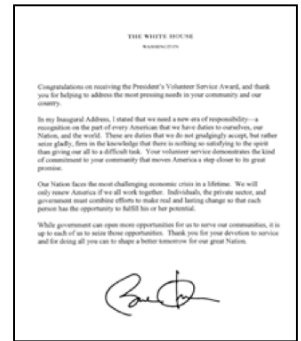 THE WHITE HOUSE
WASHINGTON
Congratulations on receiving the President's Volunteer Service Award, and thank
you for helping to address the most pressing needs in your community and our
country.
In my Inaugural Address, I stated that we need a new era of responsibility—a
recognition on the part of every American that we have duties to ourselves, our
Nation, and the world. These are duties that we do not grudgingly accept, but rather
seize gladly, firm in the knowledge that there is nothing so satisfying to the spirit
than giving our all to a difficult task. Your volunteer service demonstrates the kind
of commitment to your community that moves America a step closer to its great
promise.
Our Nation faces the most challenging economic crisis in a lifetime. We will
only renew America if we all work together. Individuals, the private sector, and
government must combine efforts to make real and lasting change so that each
person has the opportunity to fulfill his or her potential.
While government can open more opportunities for us to serve our communities, it is
up to each of us to seize those opportunities. Thank you for your devotion to service
and for doing all you can to shape a better tomorrow for our great Nation.